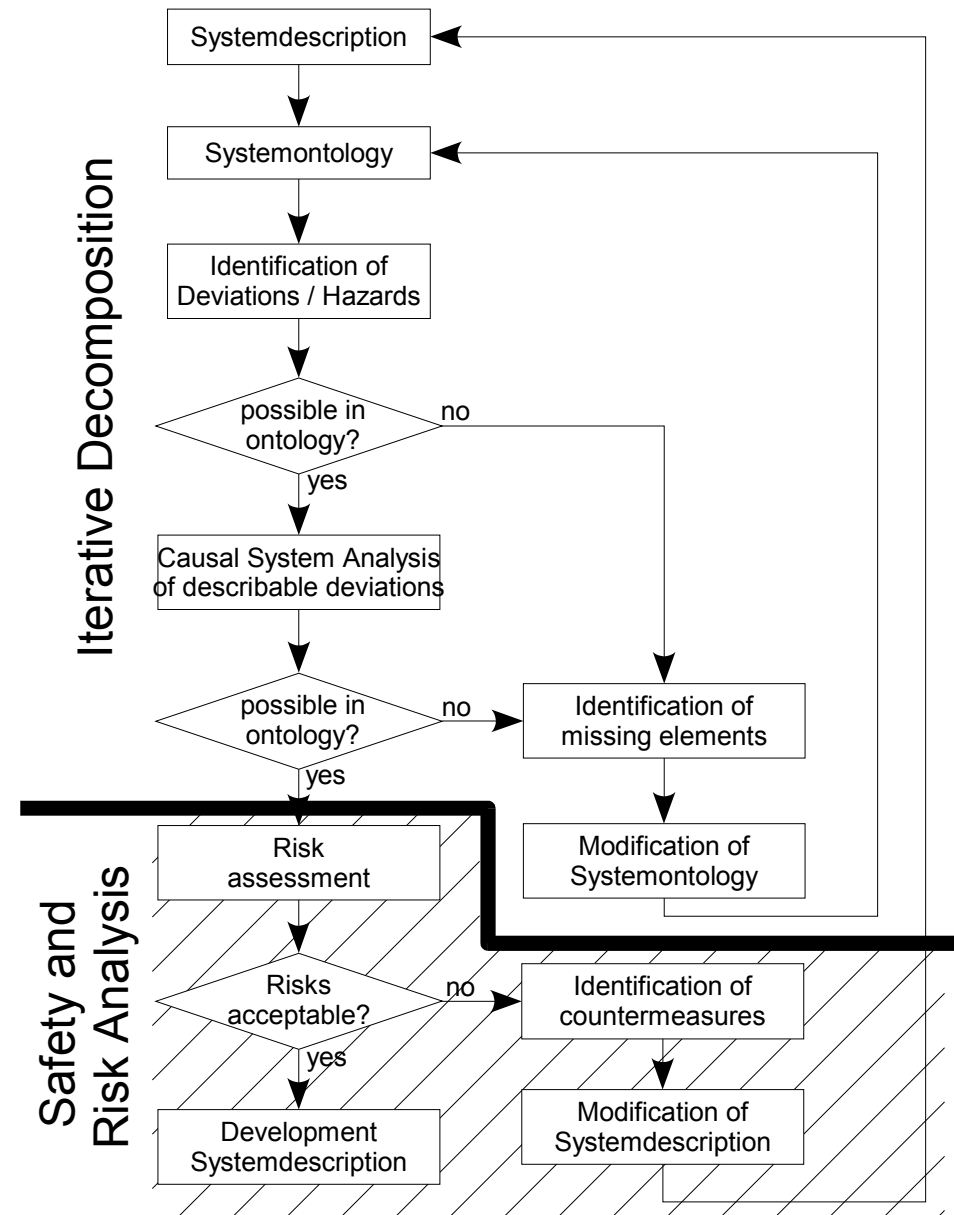 Systemdescription
Systemontology
Iterative Decomposition
Identification of
Deviations / Hazards
possible in
ontology?
no
yes
Causal System Analysis
of describable deviations
possible in
ontology?
no
yes
Identification of
missing elements
Modification of
Systemontology
Safety and
Risk Analysis
Risk
assessment
Risks
acceptable?
no
yes
Identification of
countermeasures
Development
Systemdescription
Modification of
Systemdescription